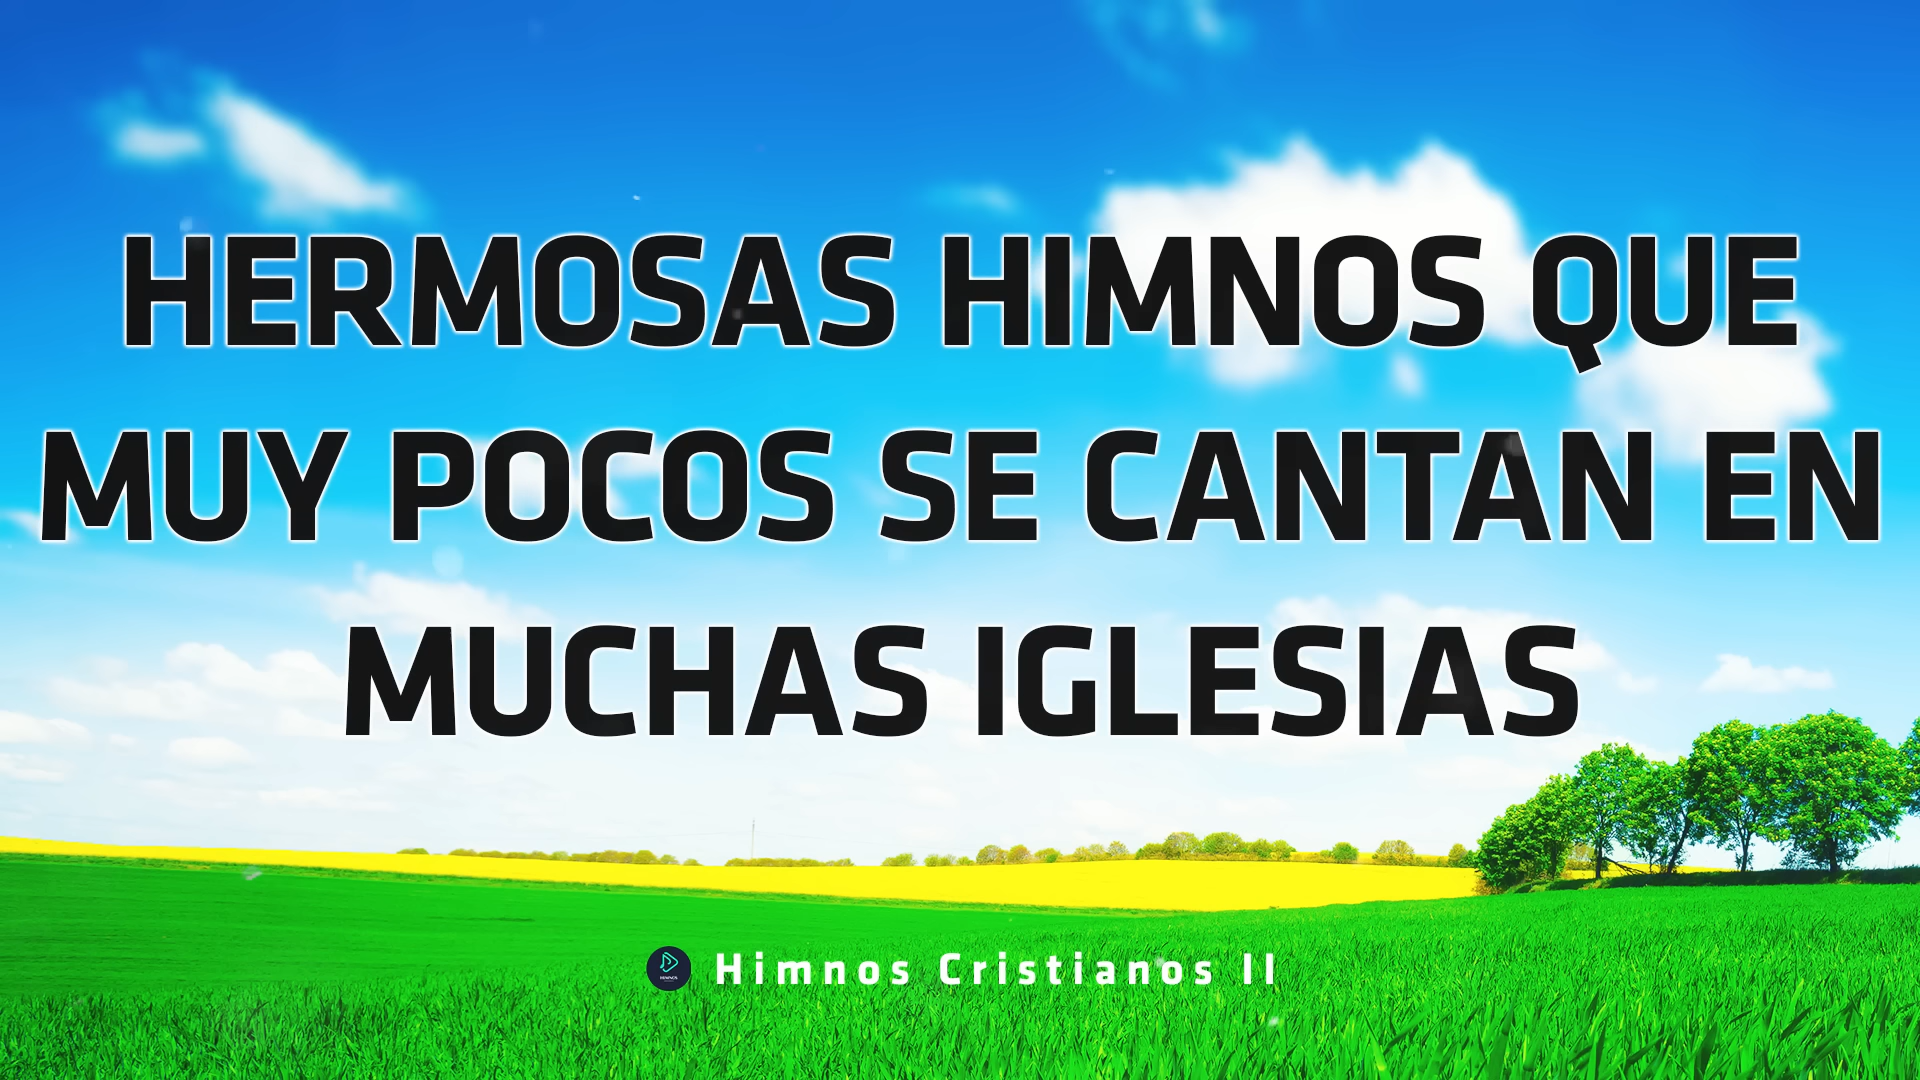 HERMOSAS HIMNOS QUE
MUY POCOS SE CANTAN EN
MUCHAS IGLESIAS
Himnos Cristianos II